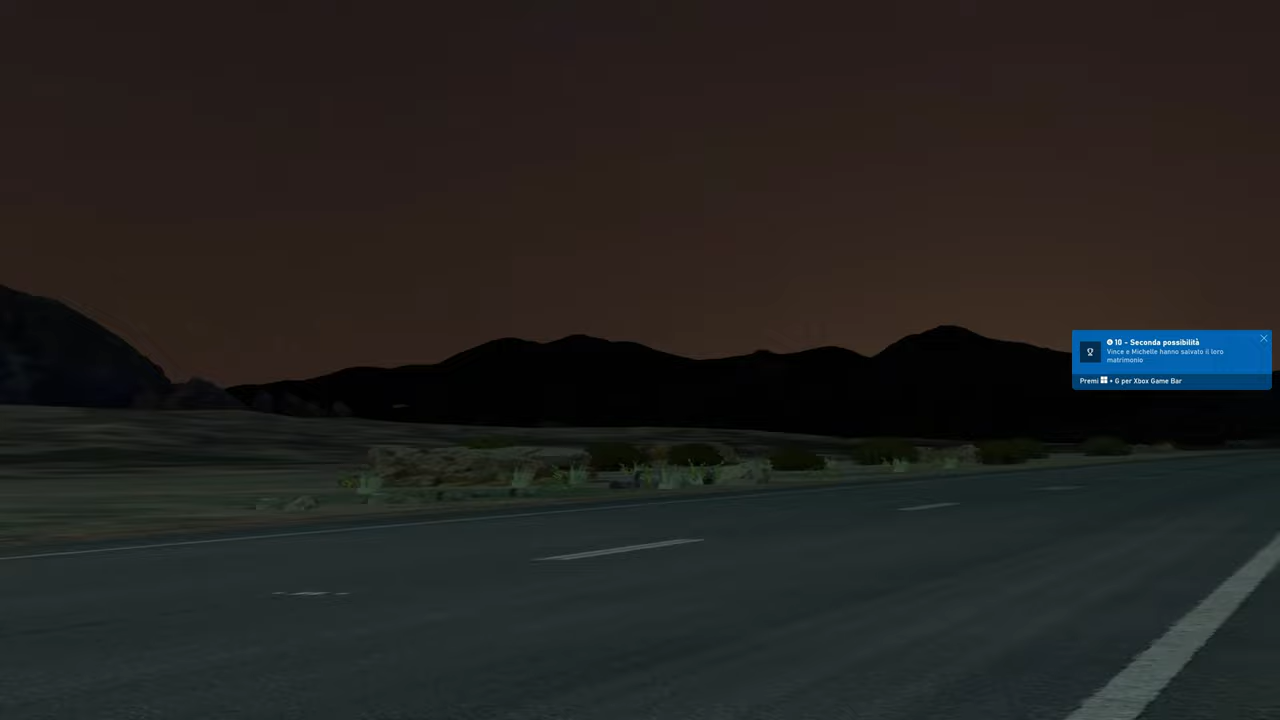 10 - Seconda possibilità
Vince e Michelle hanno salvato il loro
matrimonio
Premi + G per Xbox Game Bar